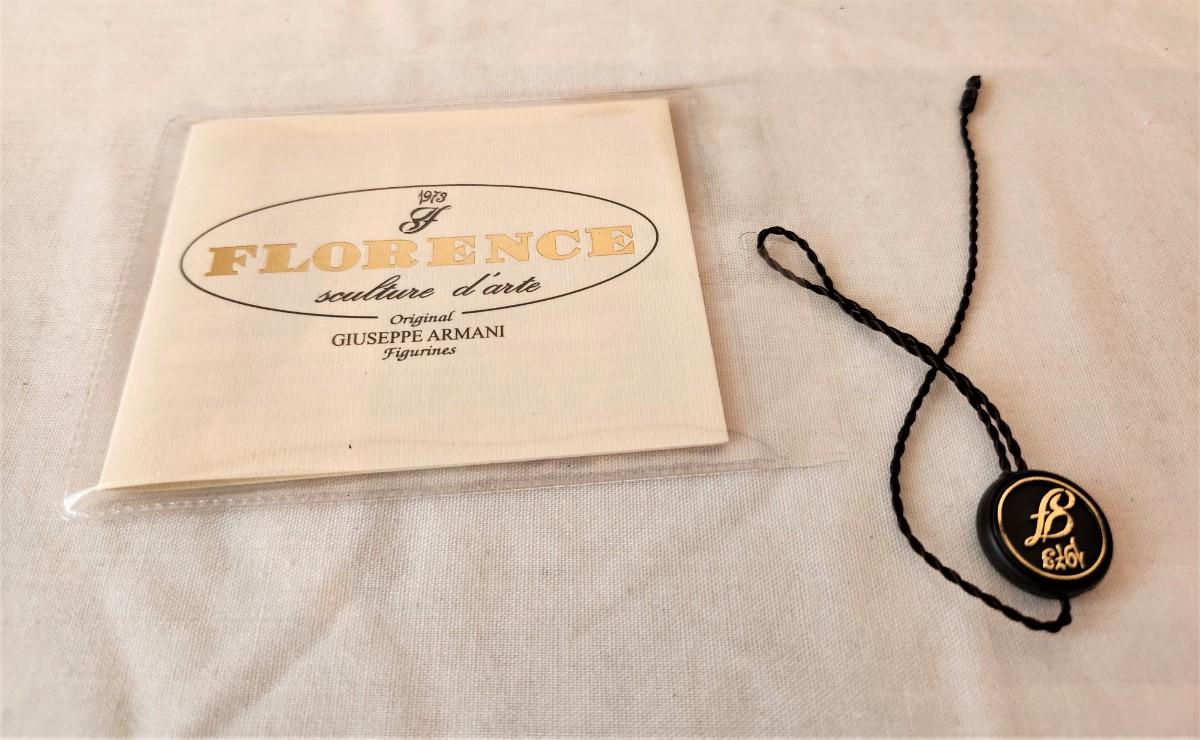 1973
FLORENCE
sculture d'arte
Original
GIUSEPPE ARMANI
Figurines
1973